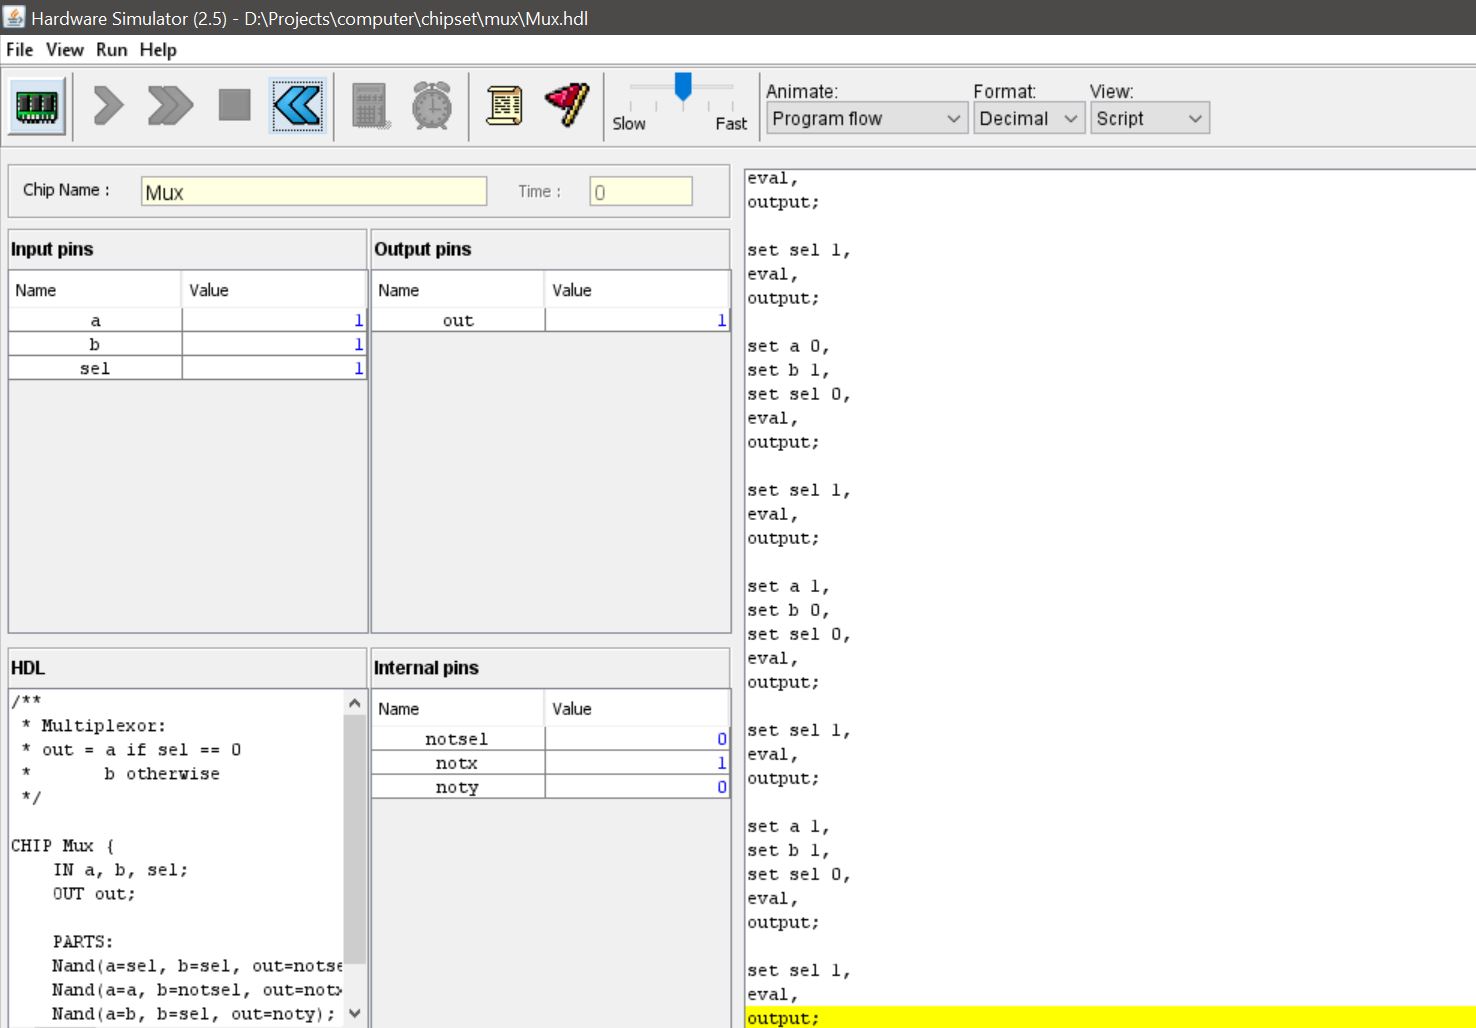 Hardware Simulator (2.5) - D:\Projects\computer\chipset\mux\Mux.hdl
File View Run Help
Slow Fast
Animate: Format: View:
Program flow Decimal Script
Chip Name : Mux Time : 0
Input pins
Name Value
a 1
b 1
sel 1
Output pins
Name Value
out 1
HDL
/**
* Multiplexor:
* out = a if sel == 0
*       b otherwise
*/
CHIP Mux {
IN a, b, sel;
OUT out;
PARTS:
Nand(a=sel, b=sel, out=notse
Nand(a=a, b=notsel, out=notx
Nand(a=b, b=sel, out=noty);
Internal pins
Name Value
notsel 0
notx 1
noty 0
eval,
output;
set sel 1,
eval,
output;
set a 0,
set b 1,
set sel 0,
eval,
output;
set sel 1,
eval,
output;
set a 1,
set b 0,
set sel 0,
eval,
output;
set sel 1,
eval,
output;
set a 1,
set b 1,
set sel 0,
eval,
output;
set sel 1,
eval,
output;